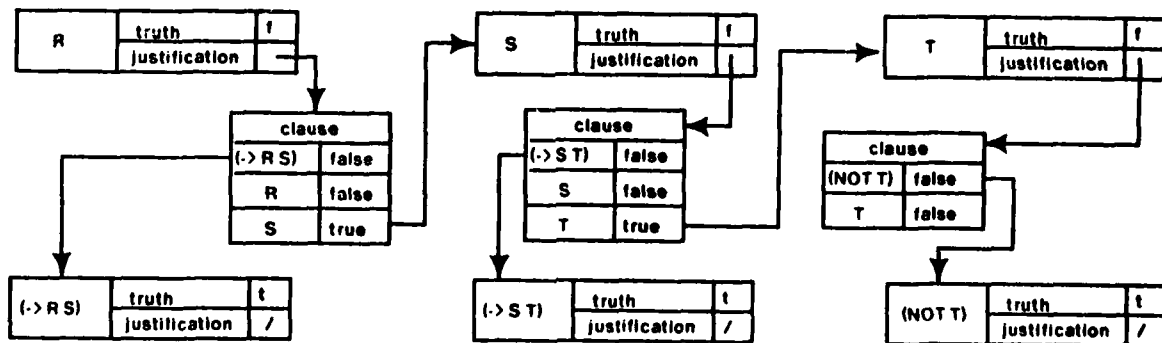 R truth f
justification
S truth f
justification
T truth f
justification
clause
(-> R S) false
R false
S true
clause
(-> S T) false
S false
T true
clause
(NOT T) false
T false
(-> R S) truth t
justification /
(-> S T) truth t
justification /
(NOT T) truth t
justification /